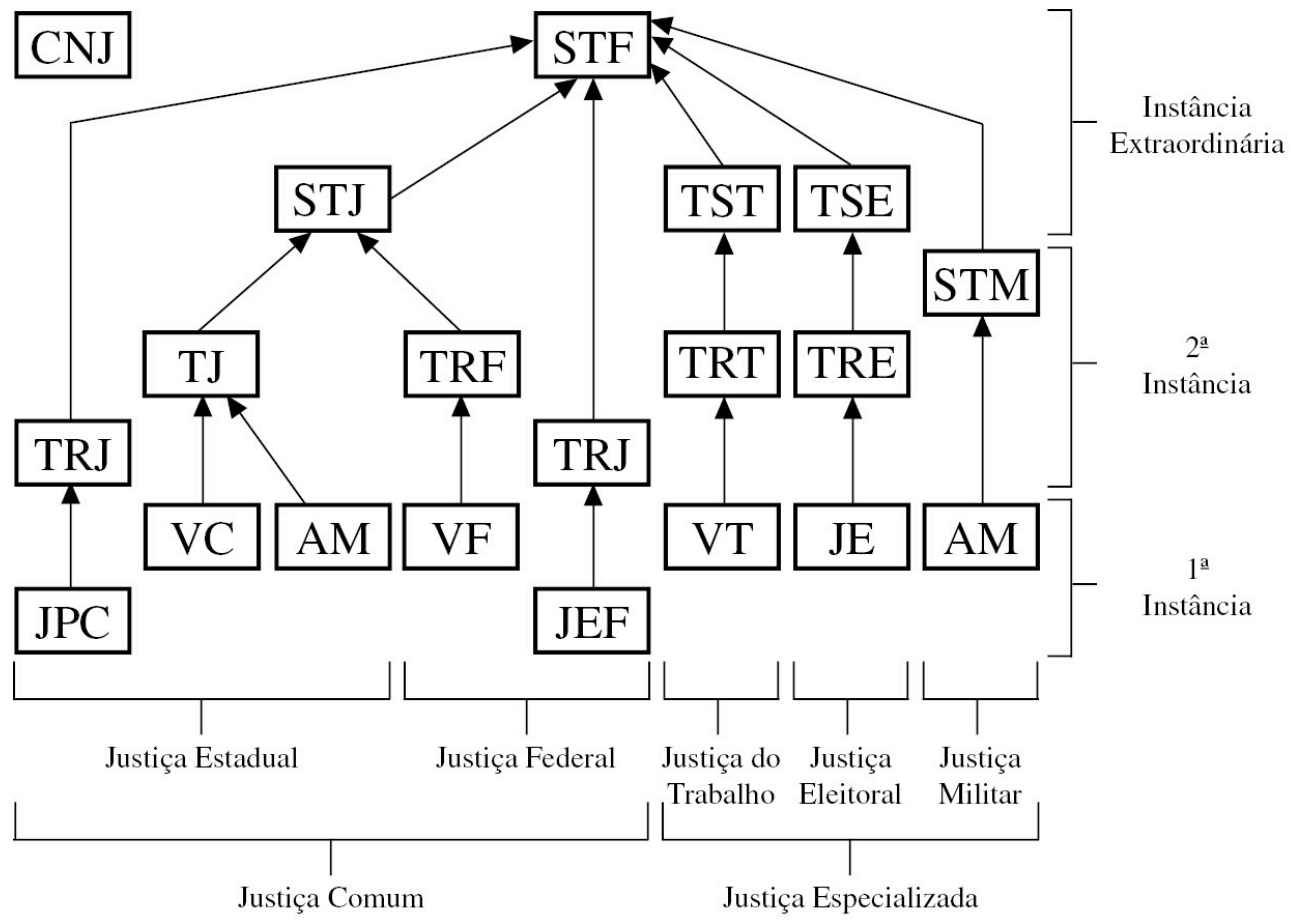 CNJ
STF
Instância
Extraordinária
STJ
TST
TSE
STM
TJ
TRF
TRT
TRE
2ª
Instância
TRJ
TRJ
VC
AM
VF
VT
JE
AM
1ª
Instância
JPC
JEF
Justiça Estadual
Justiça Federal
Justiça do
Trabalho
Justiça
Eleitoral
Justiça
Militar
Justiça Comum
Justiça Especializada